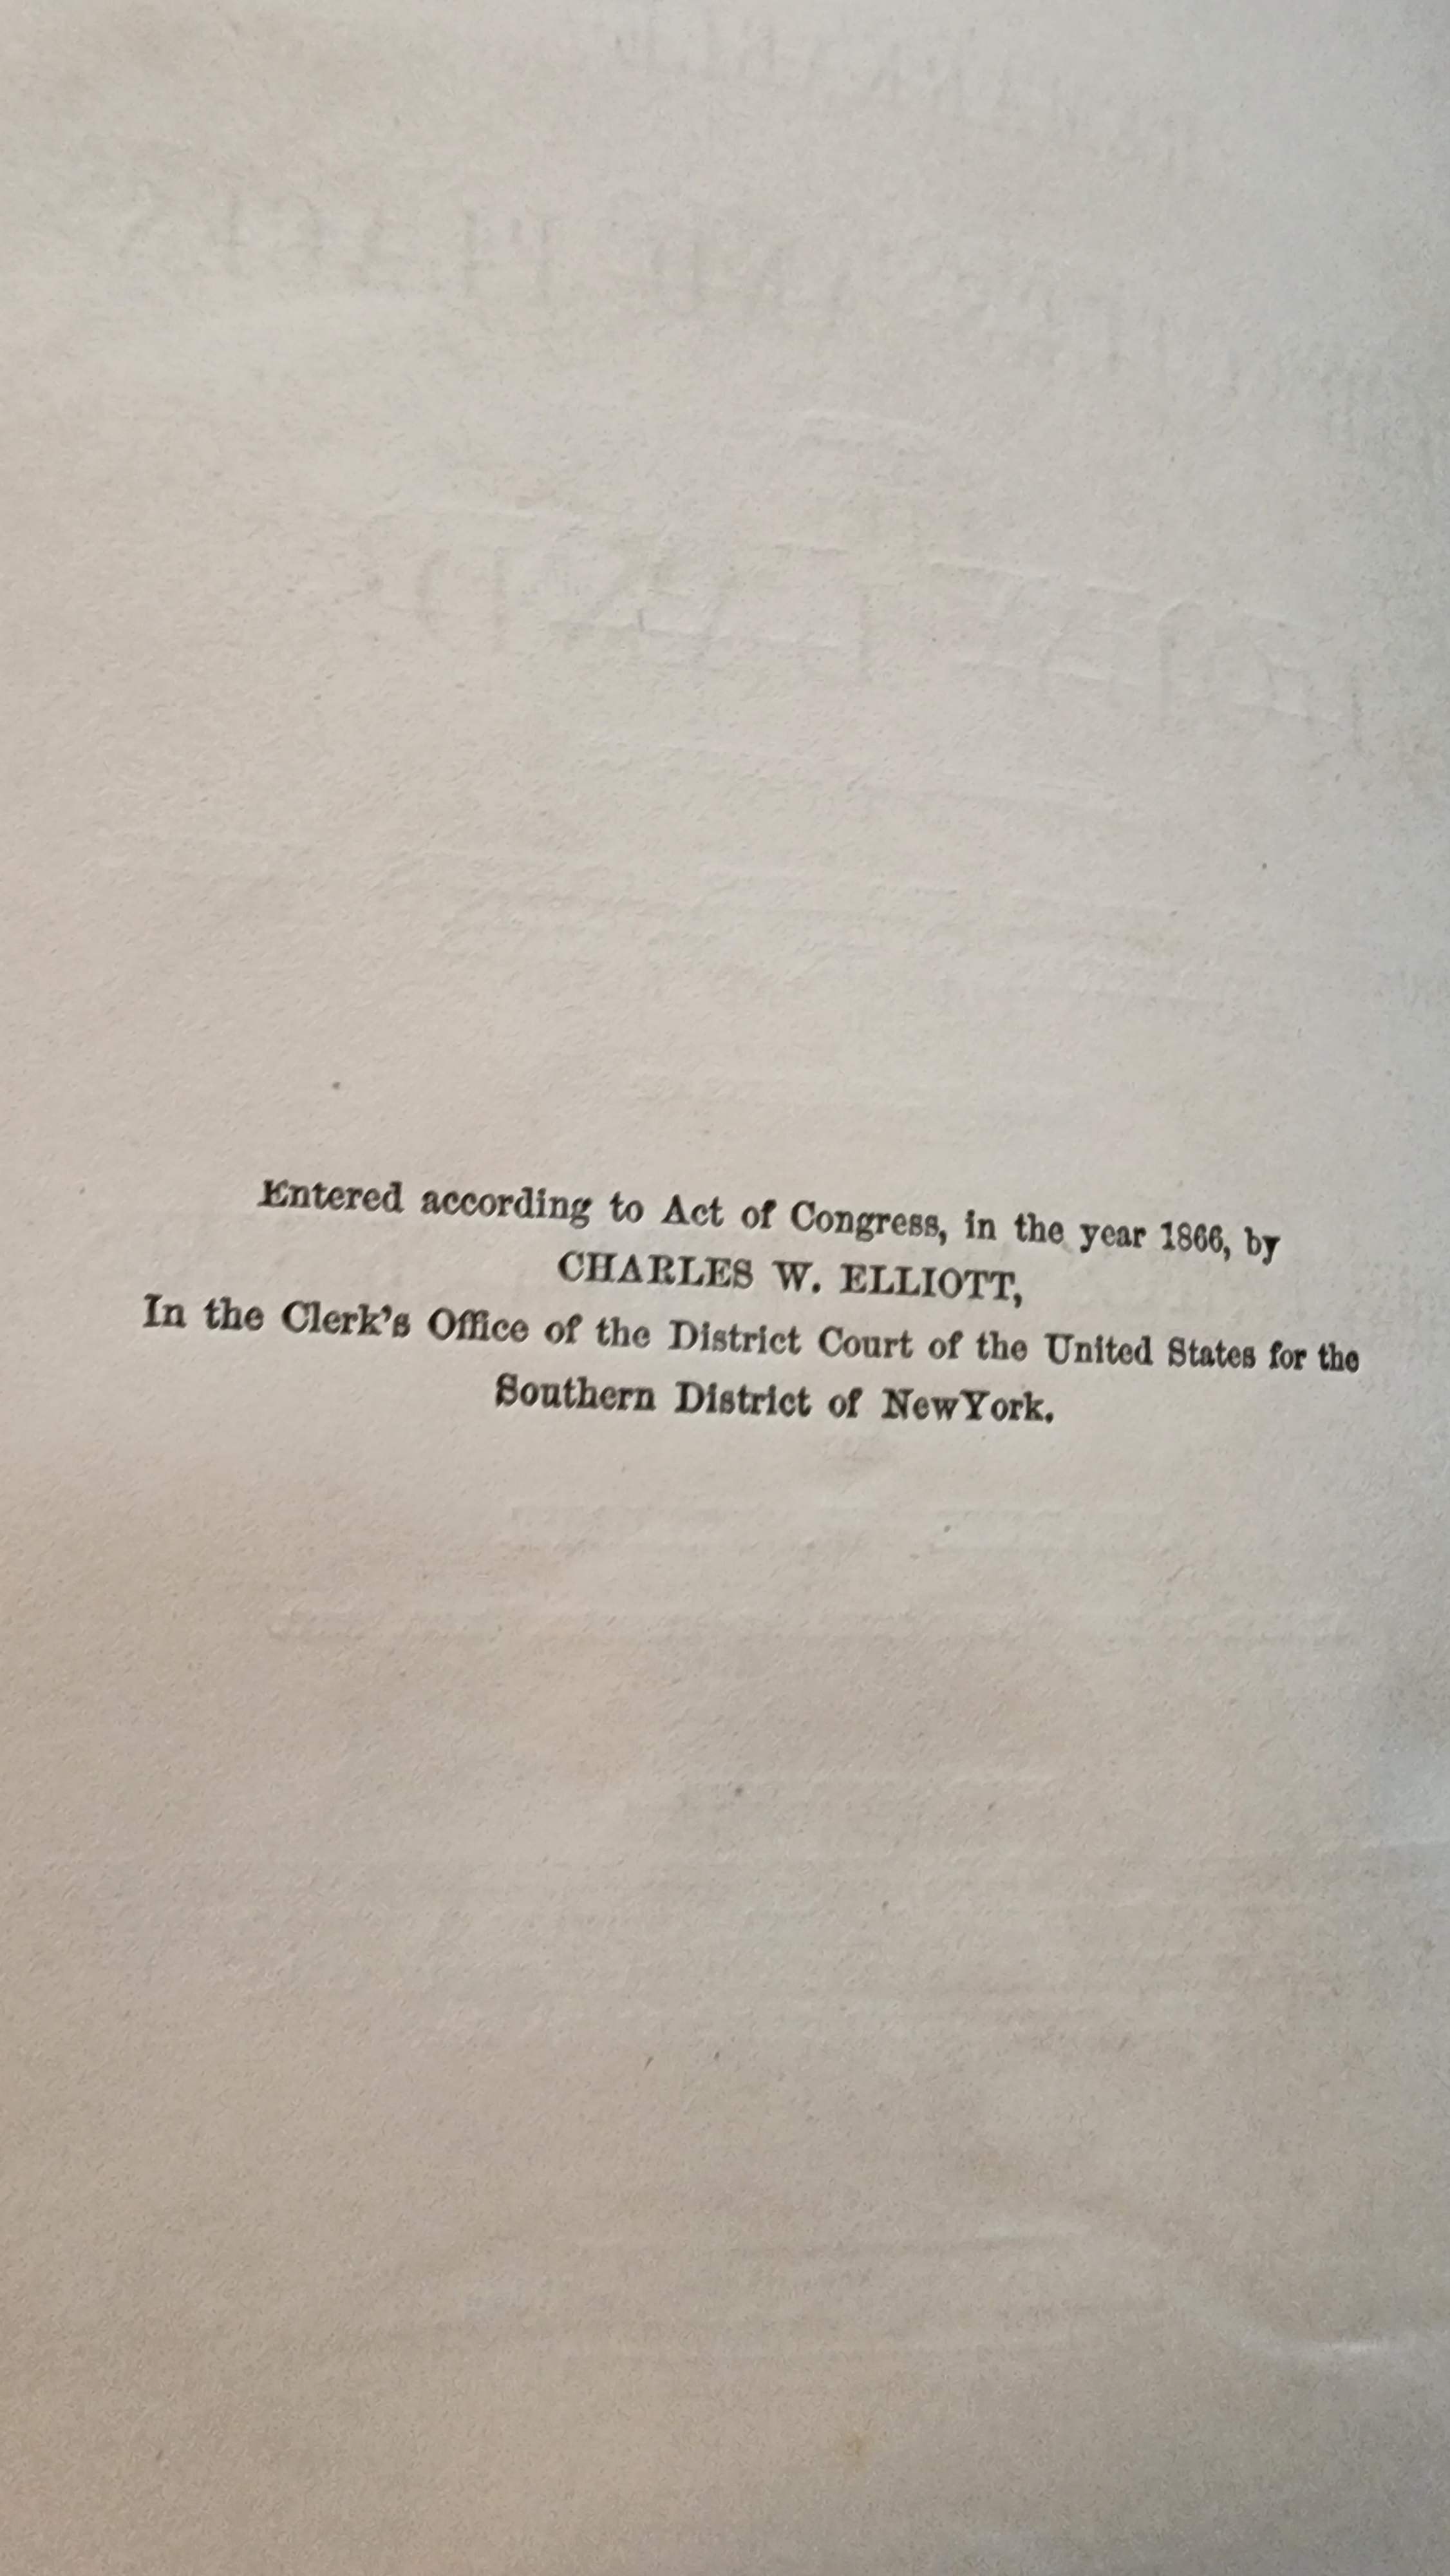 Entered according to Act of Congress, in the year 1866, by
CHARLES W. ELLIOTT,
In the Clerk's Office of the District Court of the United States for the
Southern District of NewYork.